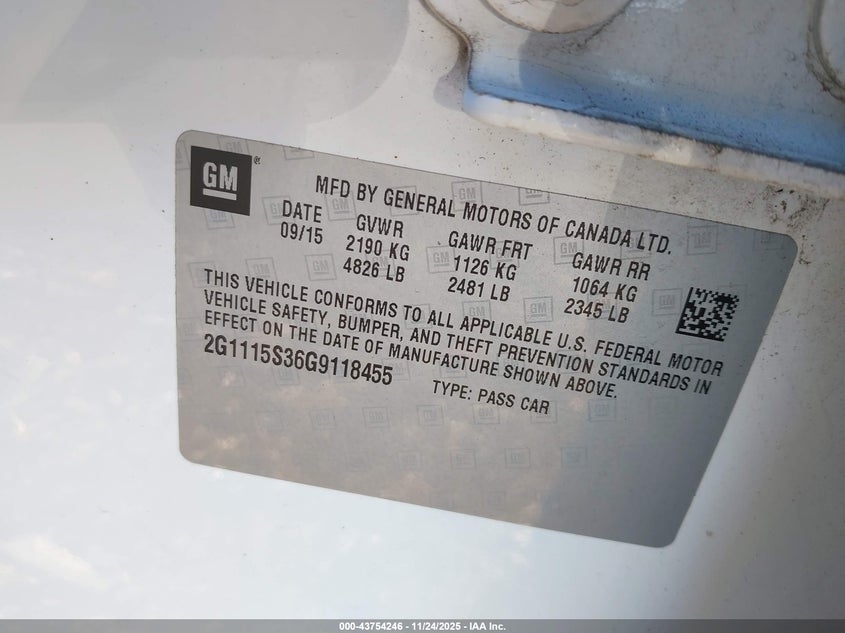 GM®
MFD BY GENERAL MOTORS OF CANADA LTD.
DATE GVWR GAWR FRT GAWR RR
09/15 2190 KG 1126 KG 1064 KG
4826 LB 2481 LB 2345 LB
THIS VEHICLE CONFORMS TO ALL APPLICABLE U.S. FEDERAL MOTOR
VEHICLE SAFETY, BUMPER, AND THEFT PREVENTION STANDARDS IN
EFFECT ON THE DATE OF MANUFACTURE SHOWN ABOVE.
2G1115S36G9118455 TYPE: PASS CAR
000-43754246 - 11/24/2025 - IAA Inc.